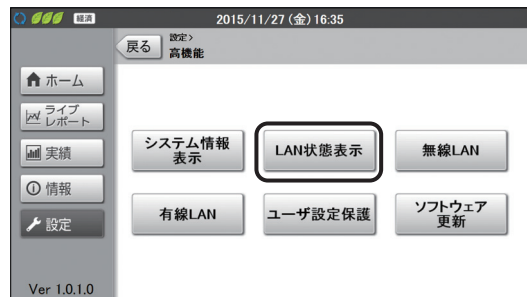 経済
2015/11/27(金)16:35
戻る
設定>
高機能
ホーム
ライブ
レポート
実績
情報
設定
システム情報
表示
LAN状態表示
無線LAN
有線LAN
ユーザ設定保護
ソフトウェア
更新
Ver 1.0.1.0